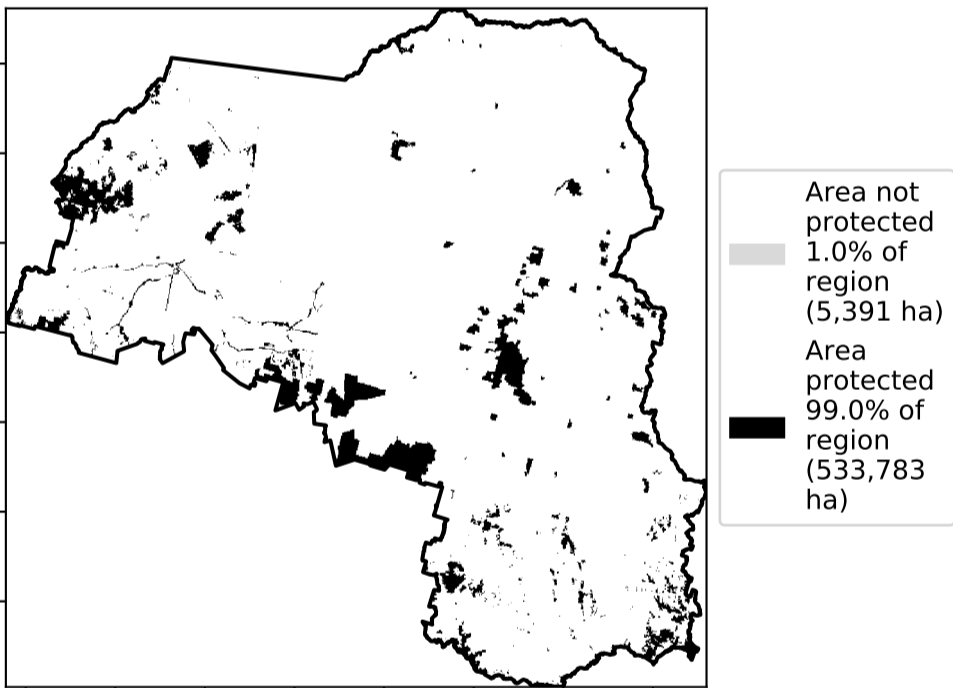 Area not
protected
1.0% of
region
(5,391 ha)
Area
protected
99.0% of
region
(533,783
ha)